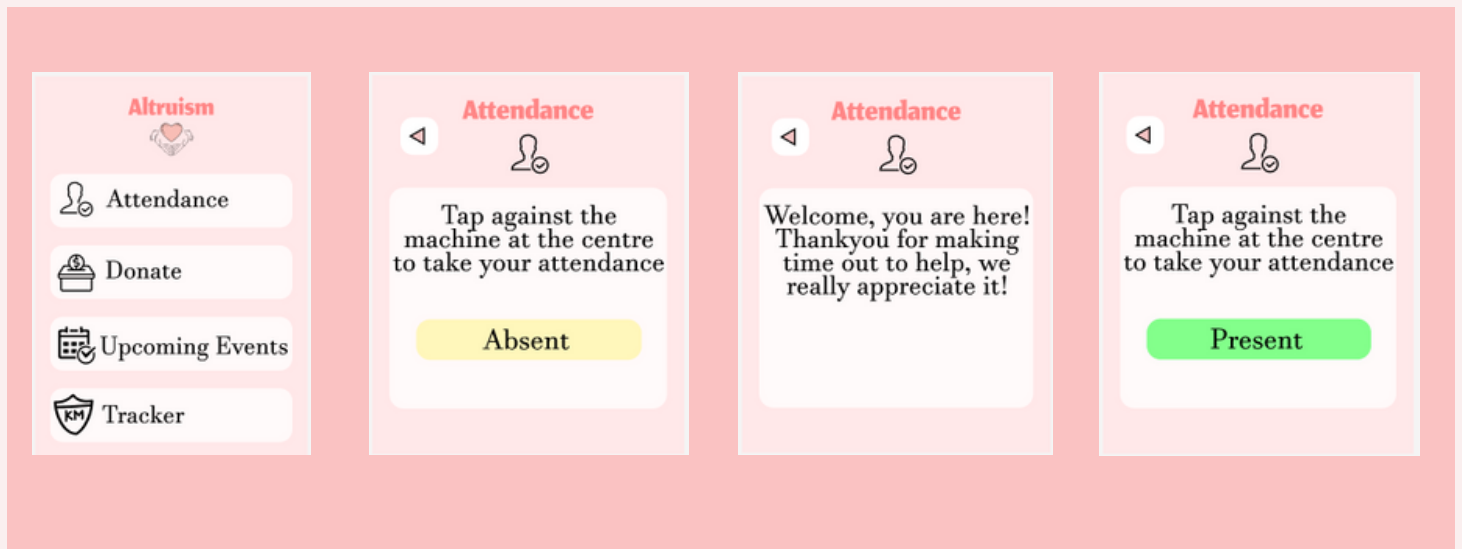 Altruism
Attendance
Donate
Upcoming Events
KM
Tracker
Attendance
Tap against the
machine at the centre
to take your attendance
Absent
Attendance
Welcome, you are here!
Thankyou for making
time out to help, we
really appreciate it!
Attendance
Tap against the
machine at the centre
to take your attendance
Present